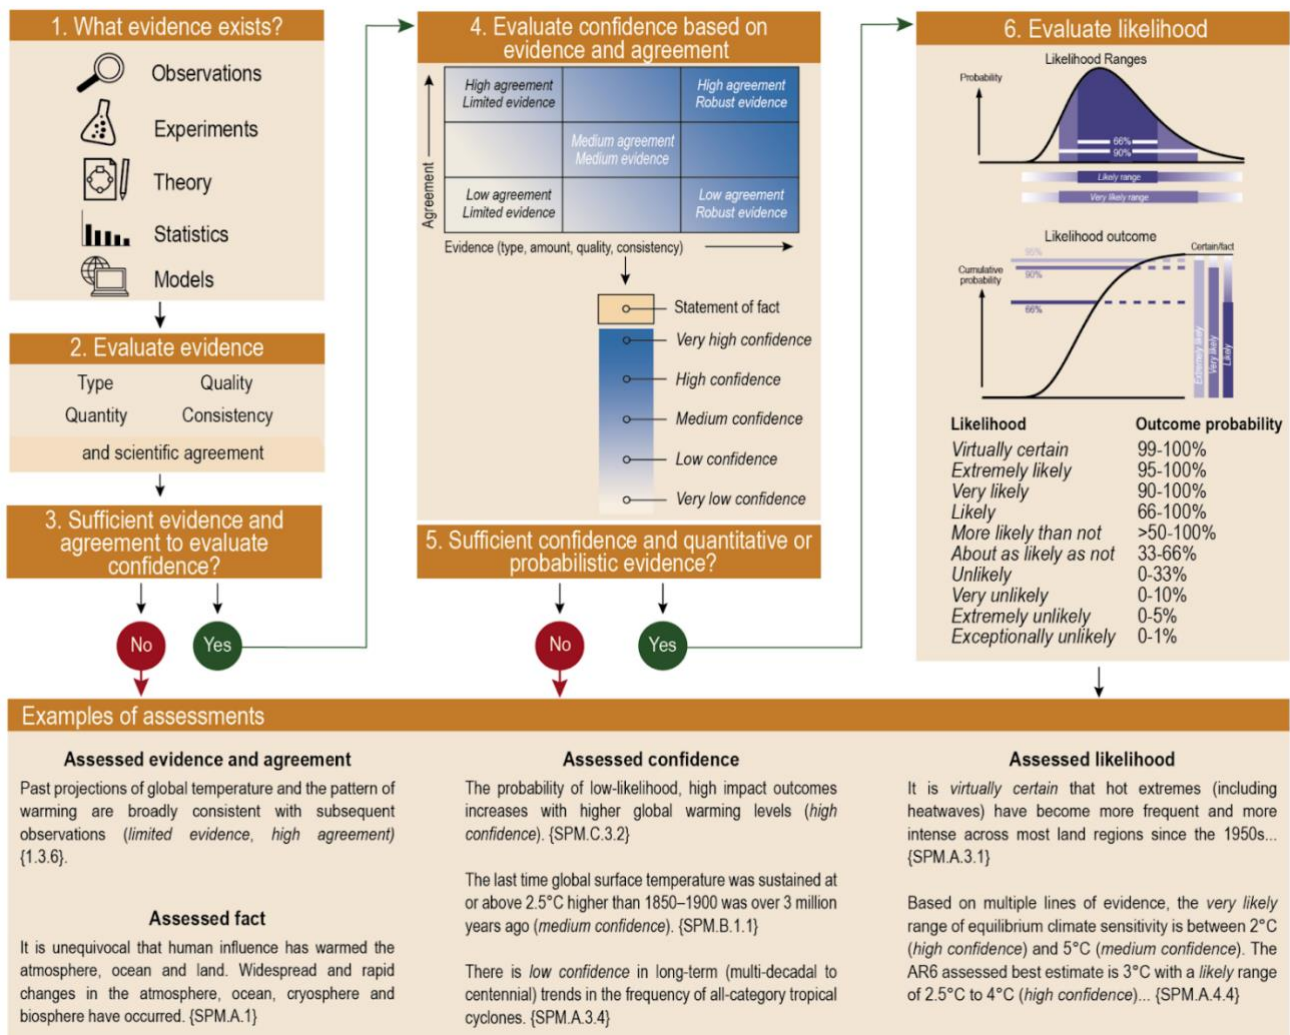 1. What evidence exists?
Observations
Experiments
Theory
Statistics
Models
2. Evaluate evidence
Type Quality
Quantity Consistency
and scientific agreement
3. Sufficient evidence and
agreement to evaluate
confidence?
No
Yes
4. Evaluate confidence based on
evidence and agreement
Agreement
High agreement
Limited evidence
High agreement
Robust evidence
Medium agreement
Medium evidence
Low agreement
Limited evidence
Low agreement
Robust evidence
Evidence (type, amount, quality, consistency)
Statement of fact
Very high confidence
High confidence
Medium confidence
Low confidence
Very low confidence
5. Sufficient confidence and quantitative or
probabilistic evidence?
No
Yes
6. Evaluate likelihood
Likelihood Ranges
Probability
66%
90%
Likely range
Very likely range
Likelihood outcome
Certain/fact
95%
90%
Cumulative
probability
66%
Extremely likely
Very likely
Likely
Likelihood Outcome probability
Virtually certain 99-100%
Extremely likely 95-100%
Very likely 90-100%
Likely 66-100%
More likely than not >50-100%
About as likely as not 33-66%
Unlikely 0-33%
Very unlikely 0-10%
Extremely unlikely 0-5%
Exceptionally unlikely 0-1%
Examples of assessments
Assessed evidence and agreement
Past projections of global temperature and the pattern of
warming are broadly consistent with subsequent
observations (limited evidence, high agreement)
{1.3.6}.
Assessed fact
It is unequivocal that human influence has warmed the
atmosphere, ocean and land. Widespread and rapid
changes in the atmosphere, ocean, cryosphere and
biosphere have occurred. {SPM.A.1}
Assessed confidence
The probability of low-likelihood, high impact outcomes
increases with higher global warming levels (high
confidence). {SPM.C.3.2}
The last time global surface temperature was sustained at
or above 2.5°C higher than 1850–1900 was over 3 million
years ago (medium confidence). {SPM.B.1.1}
There is low confidence in long-term (multi-decadal to
centennial) trends in the frequency of all-category tropical
cyclones. {SPM.A.3.4}
Assessed likelihood
It is virtually certain that hot extremes (including
heatwaves) have become more frequent and more
intense across most land regions since the 1950s...
{SPM.A.3.1}
Based on multiple lines of evidence, the very likely
range of equilibrium climate sensitivity is between 2°C
(high confidence) and 5°C (medium confidence). The
AR6 assessed best estimate is 3°C with a likely range
of 2.5°C to 4°C (high confidence)... {SPM.A.4.4}